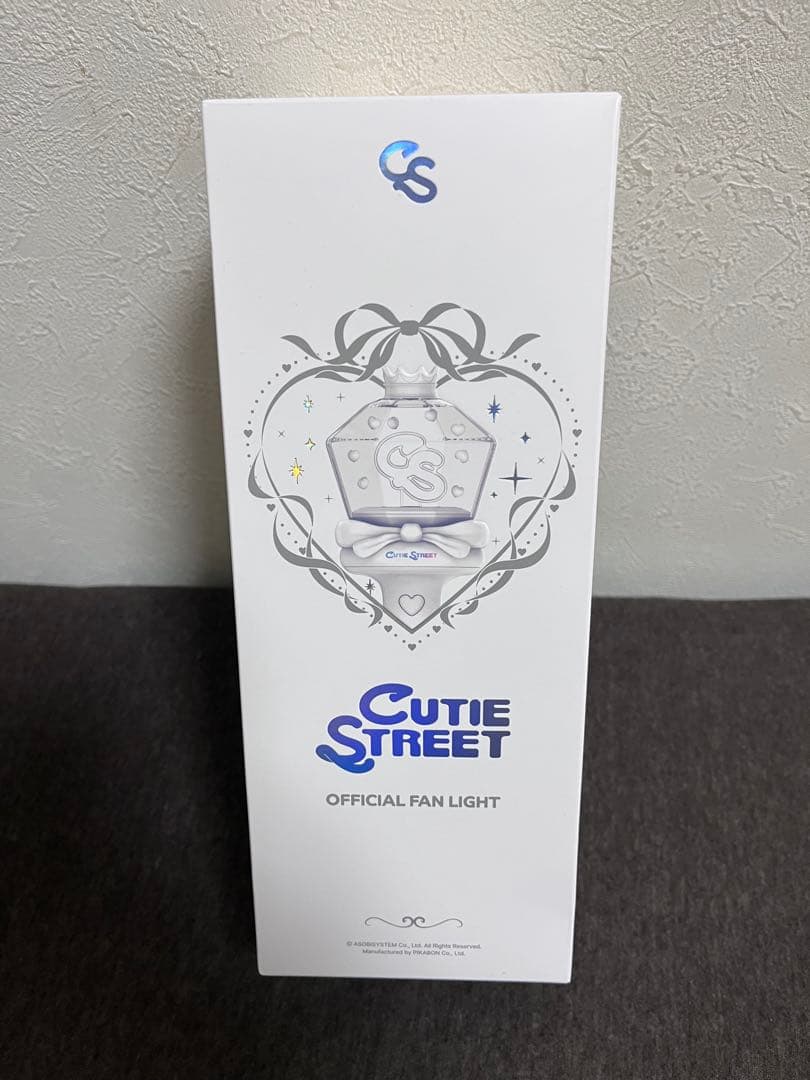 CS
CS
CUTIE STREET
CUTIE
STREET
OFFICIAL FAN LIGHT
© ASOBISYSTEM Co., Ltd. All Rights Reserved.
Manufactured by PIKABON Co., Ltd.